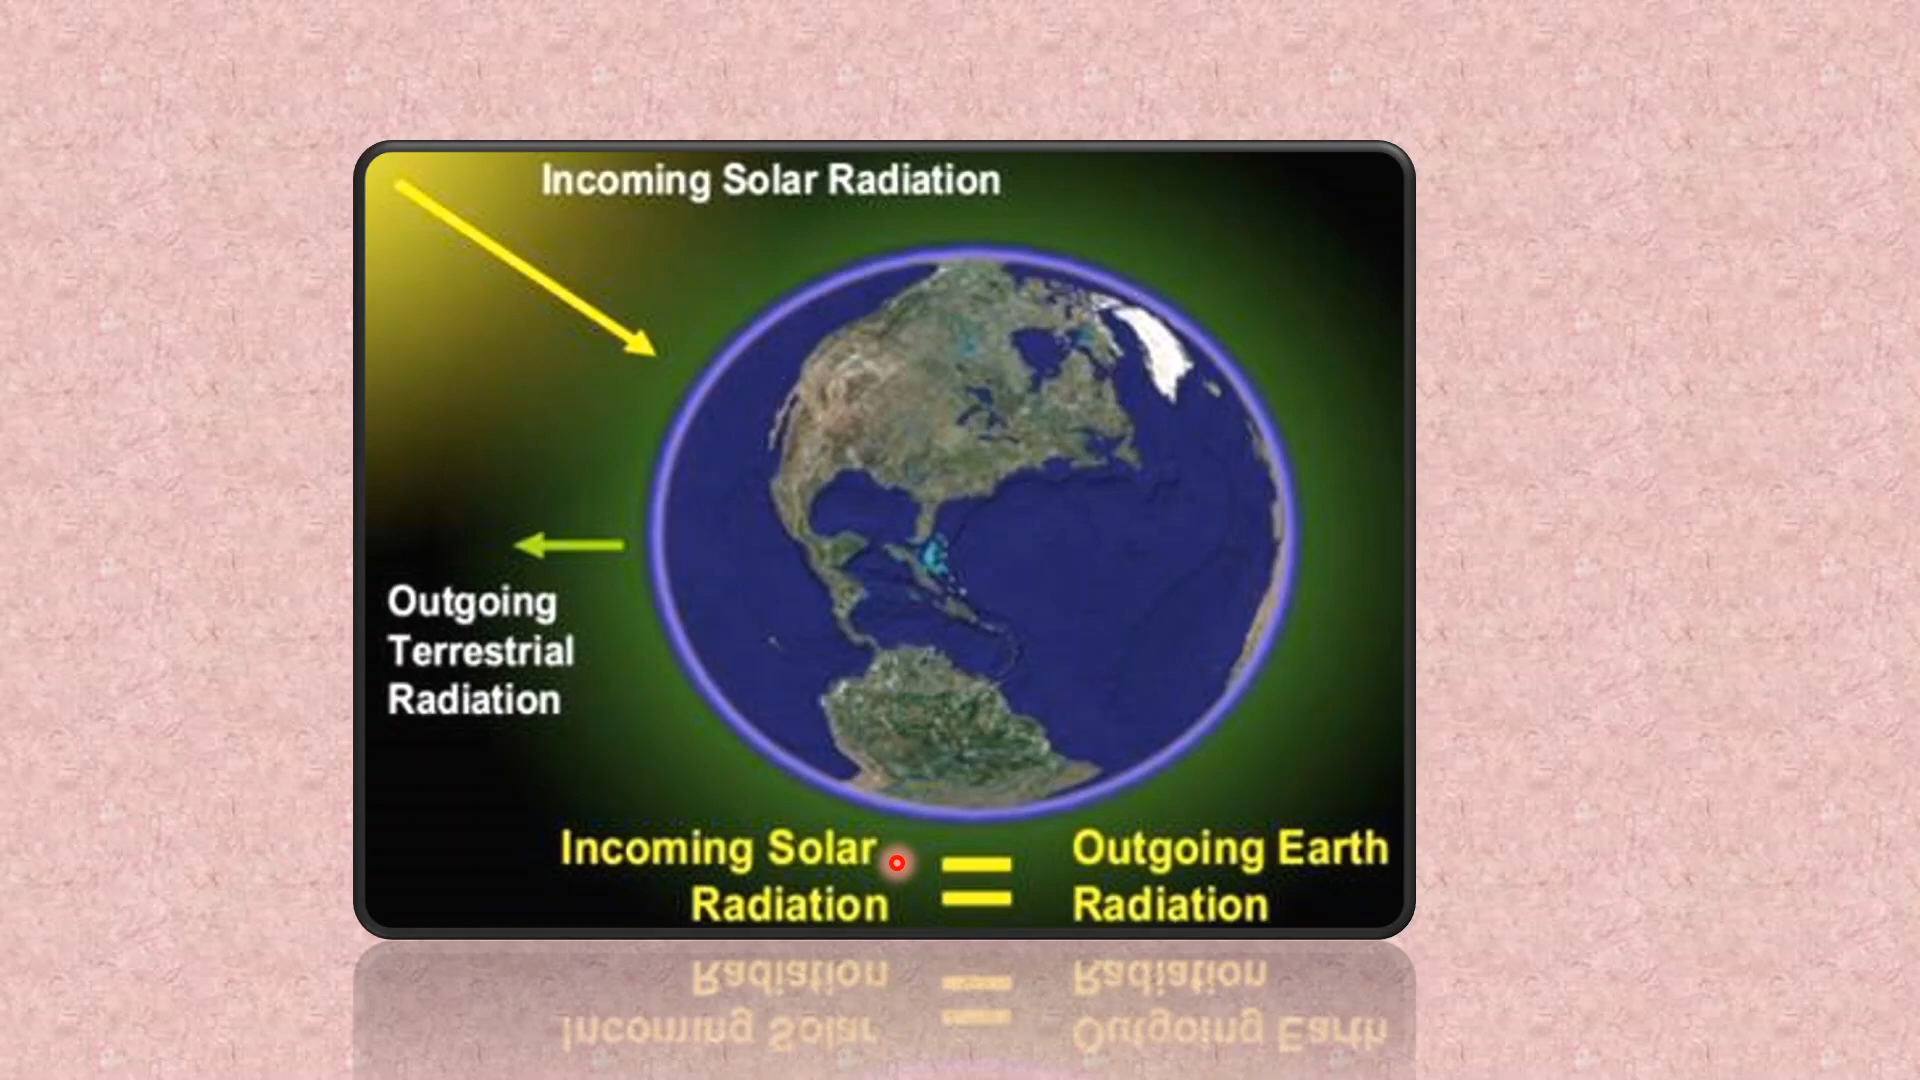 Incoming Solar Radiation
Outgoing
Terrestrial
Radiation
Incoming Solar = Outgoing Earth
Radiation Radiation